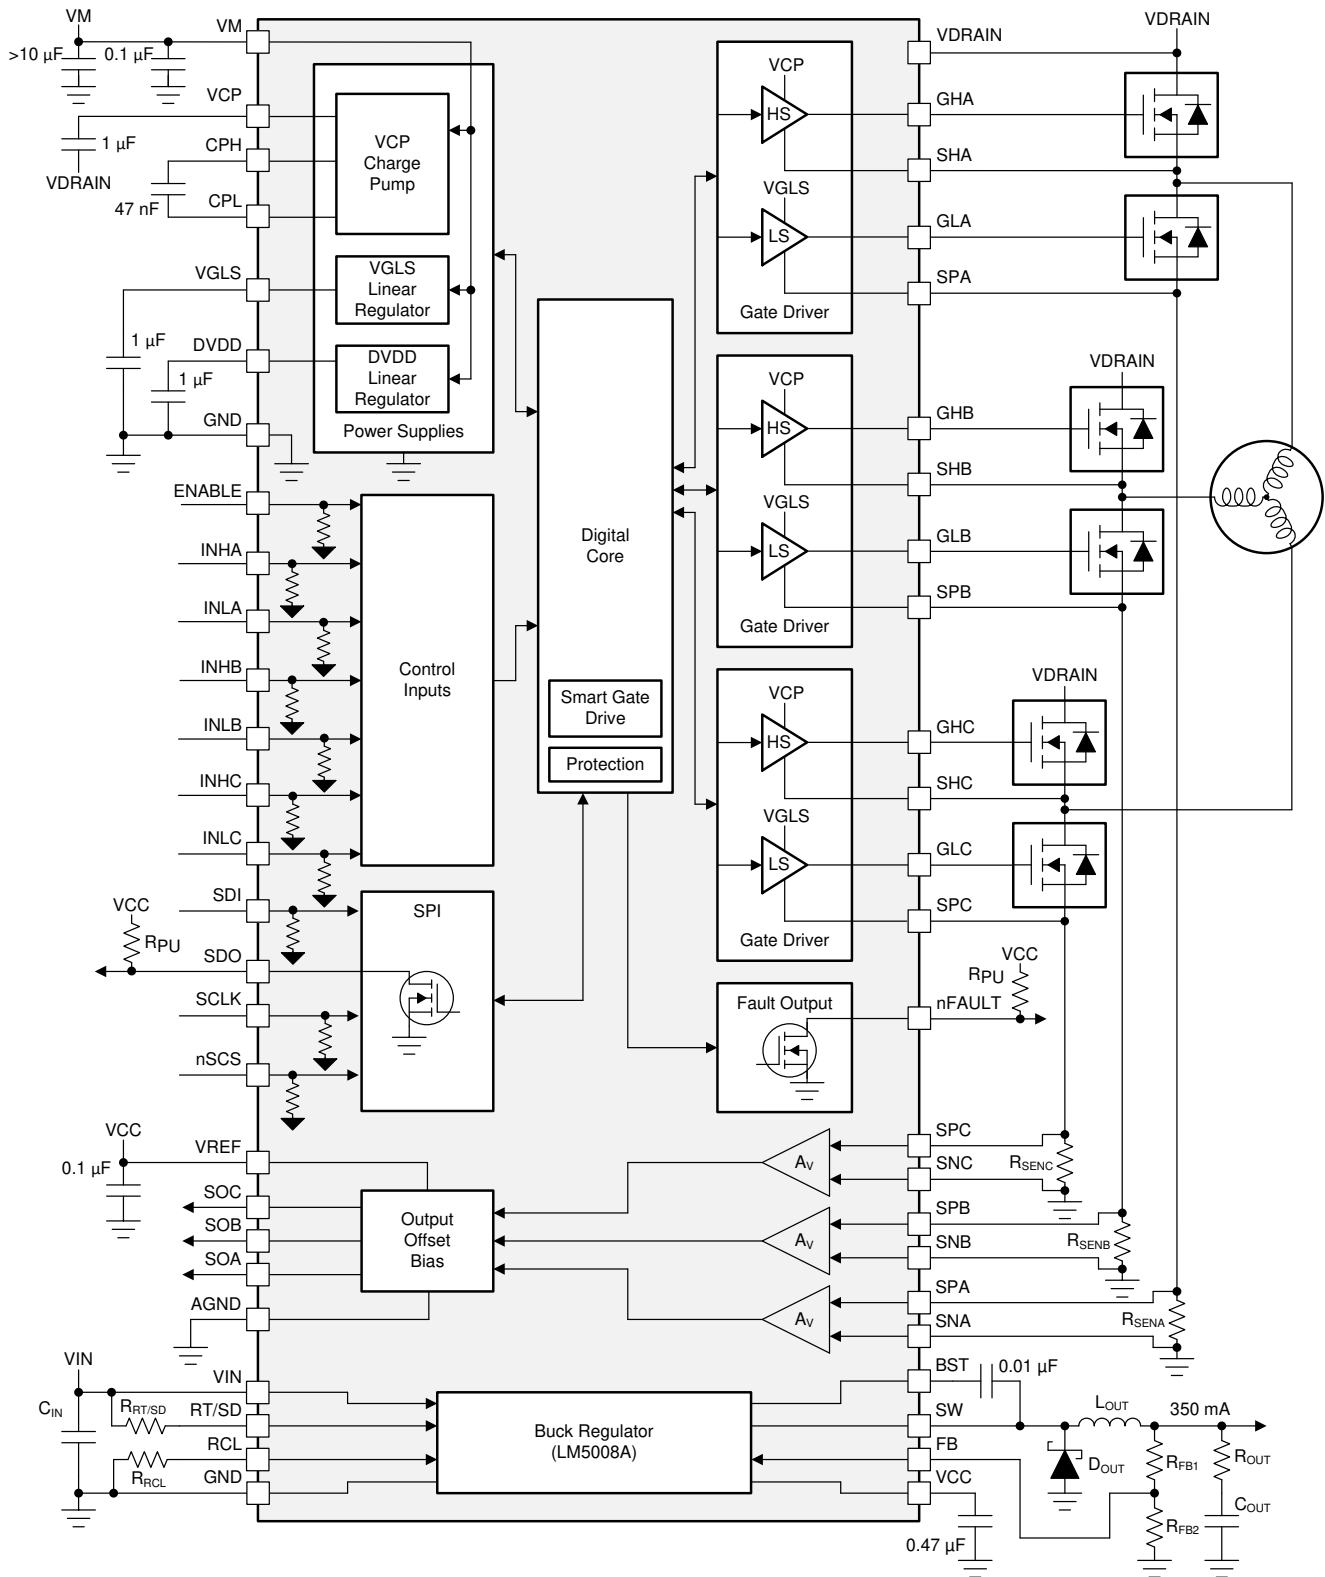 VM
VM
>10 µF
0.1 µF
VCP
1 µF
VDRAIN
CPH
47 nF
CPL
VGLS
1 µF
DVDD
1 µF
GND
VCP
Charge
Pump
VGLS
Linear
Regulator
DVDD
Linear
Regulator
Power Supplies
ENABLE
INHA
INLA
INHB
INLB
INHC
INLC
Control
Inputs
SDI
VCC
RPU
SDO
SCLK
nSCS
SPI
Digital
Core
Smart Gate
Drive
Protection
VCP
HS
VGLS
LS
Gate Driver
VCP
HS
VGLS
LS
Gate Driver
VCP
HS
VGLS
LS
Gate Driver
Fault Output
VDRAIN
VDRAIN
GHA
SHA
GLA
SPA
VDRAIN
GHB
SHB
GLB
SPB
VDRAIN
GHC
SHC
GLC
SPC
VCC
RPU
nFAULT
VCC
VREF
0.1 µF
SOC
SOB
SOA
AGND
Output
Offset
Bias
AV
AV
AV
SPC
SNC
RSENC
SPB
SNB
RSENB
SPA
SNA
RSENA
VIN
VIN
CIN
RRT/SD
RT/SD
RCL
RRCL
GND
Buck Regulator
(LM5008A)
BST
0.01 µF
SW
LOUT
350 mA
FB
DOUT
RFB1
ROUT
VCC
0.47 µF
RFB2
COUT